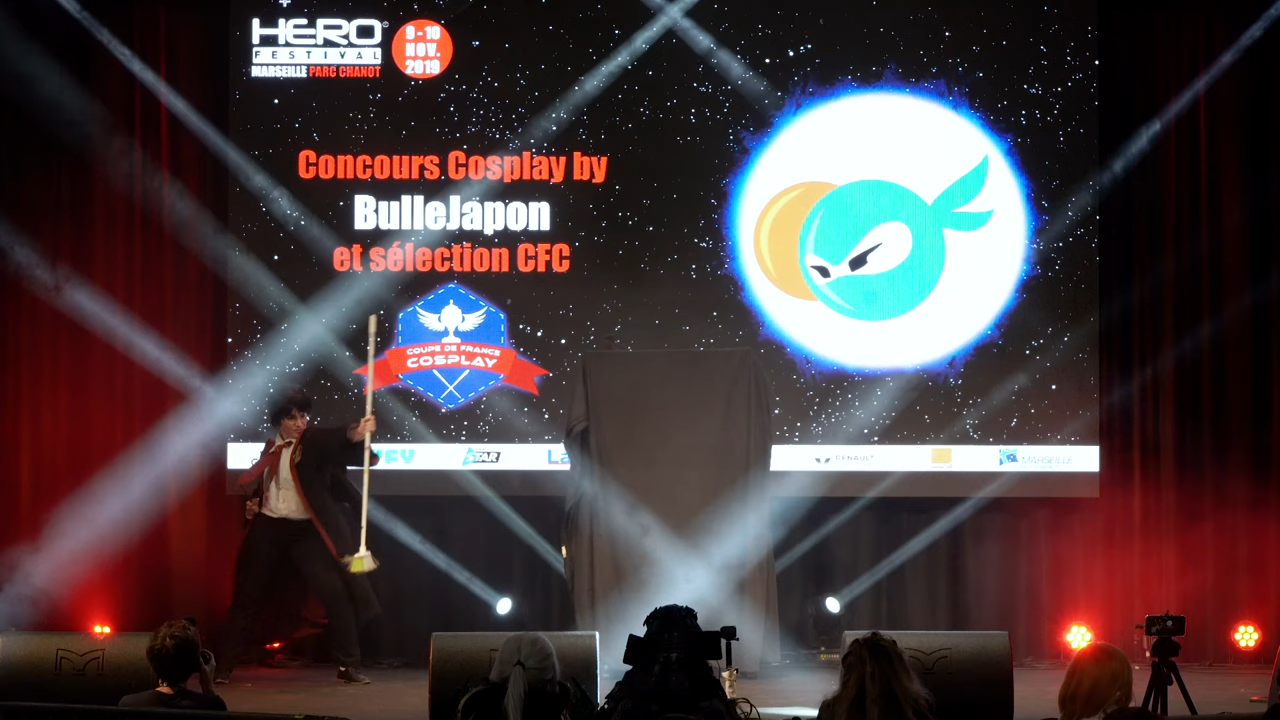 HERO
FESTIVAL
MARSEILLE PARC CHANOT
9 - 10
NOV.
2019
Concours Cosplay by
BulleJapon
et sélection CFC
COUPE DE FRANCE
COSPLAY
STAR
RENAULT
MARSEILLE